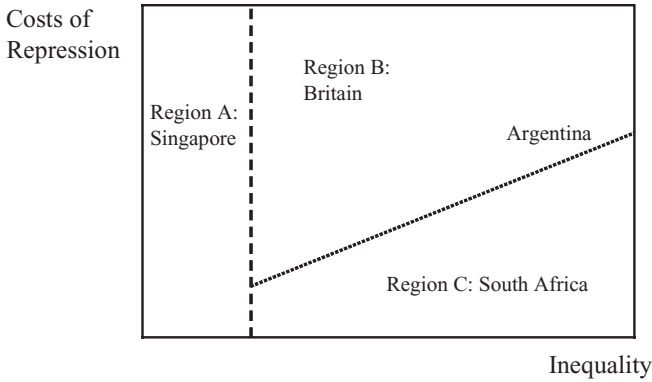 Costs of
Repression
Region B:
Britain
Region A:
Singapore
Argentina
Region C: South Africa
Inequality